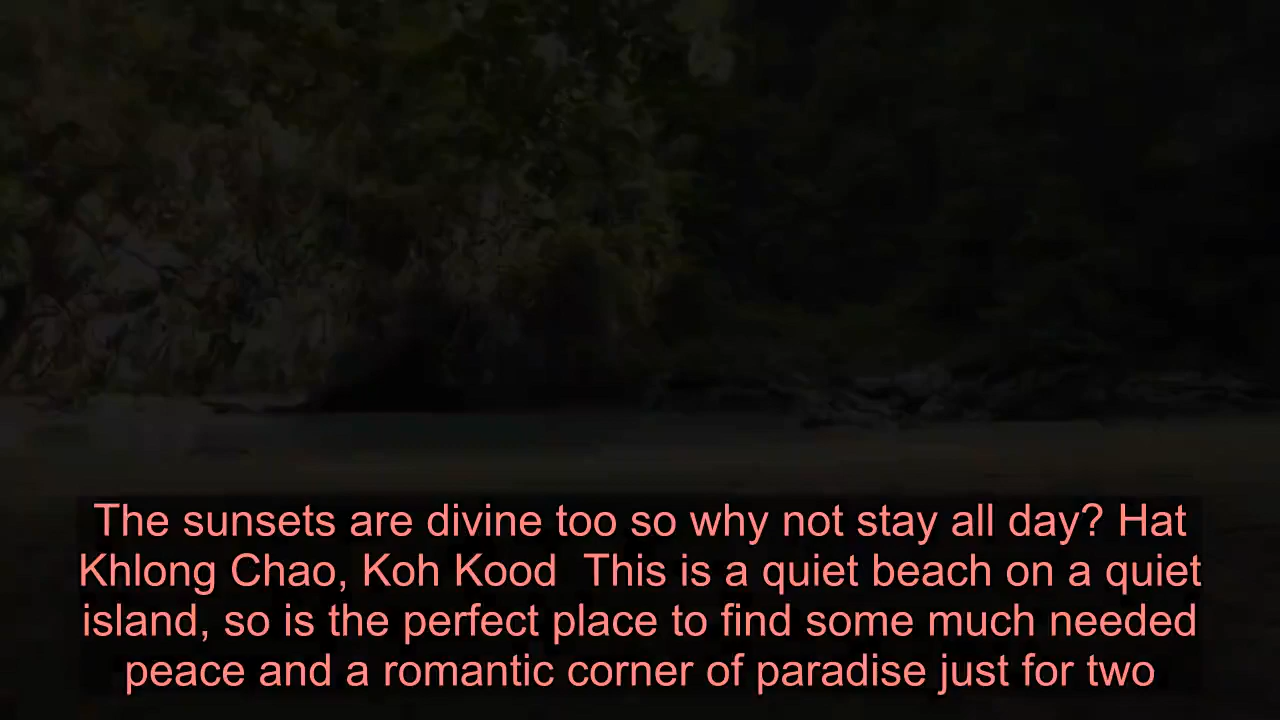 The sunsets are divine too so why not stay all day? Hat
Khlong Chao, Koh Kood  This is a quiet beach on a quiet
island, so is the perfect place to find some much needed
peace and a romantic corner of paradise just for two